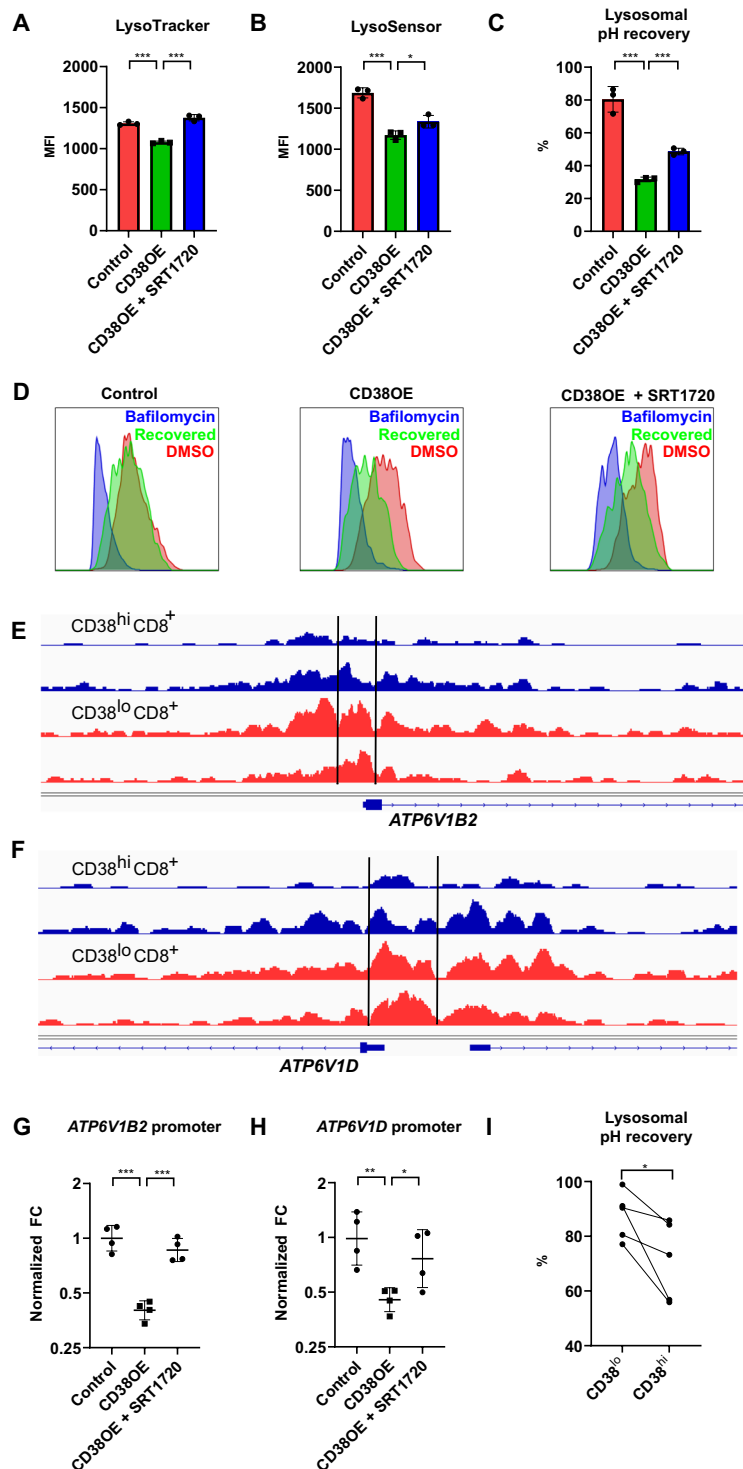 A
LysoTracker
*** ***
2000
1500
1000
500
0
MFI
Control
CD38OE
CD38OE + SRT1720
B
LysoSensor
*** *
2000
1500
1000
500
0
MFI
Control
CD38OE
CD38OE + SRT1720
C
Lysosomal
pH recovery
*** ***
80
60
40
20
0
%
Control
CD38OE
CD38OE + SRT1720
D
Control
Bafilomycin
Recovered
DMSO
CD38OE
Bafilomycin
Recovered
DMSO
CD38OE + SRT1720
Bafilomycin
Recovered
DMSO
E
CD38hi CD8+
CD38lo CD8+
ATP6V1B2
F
CD38hi CD8+
CD38lo CD8+
ATP6V1D
G
ATP6V1B2 promoter
*** ***
2
1
0.5
0.25
Normalized FC
Control
CD38OE
CD38OE + SRT1720
H
ATP6V1D promoter
** *
2
1
0.5
0.25
Normalized FC
Control
CD38OE
CD38OE + SRT1720
I
Lysosomal
pH recovery
*
100
80
60
40
%
CD38lo
CD38hi